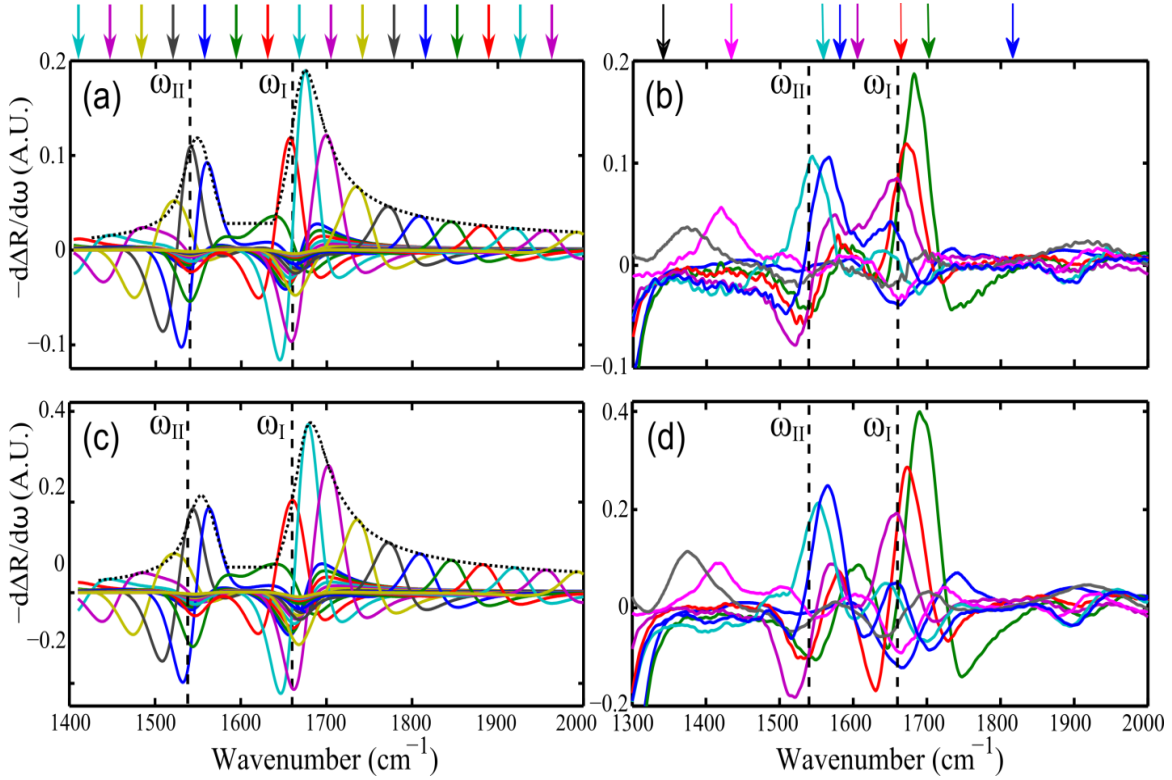 0.2
0.1
0
−0.1
−dΔR/dω (A.U.)
(a)
ω_II
ω_I
0.2
0.1
0
−0.1
(b)
ω_II
ω_I
0.4
0.2
0
−0.2
−dΔR/dω (A.U.)
(c)
ω_II
ω_I
1400 1500 1600 1700 1800 1900 2000
Wavenumber (cm⁻¹)
0.4
0.2
0
−0.2
(d)
ω_II
ω_I
1300 1400 1500 1600 1700 1800 1900 2000
Wavenumber (cm⁻¹)